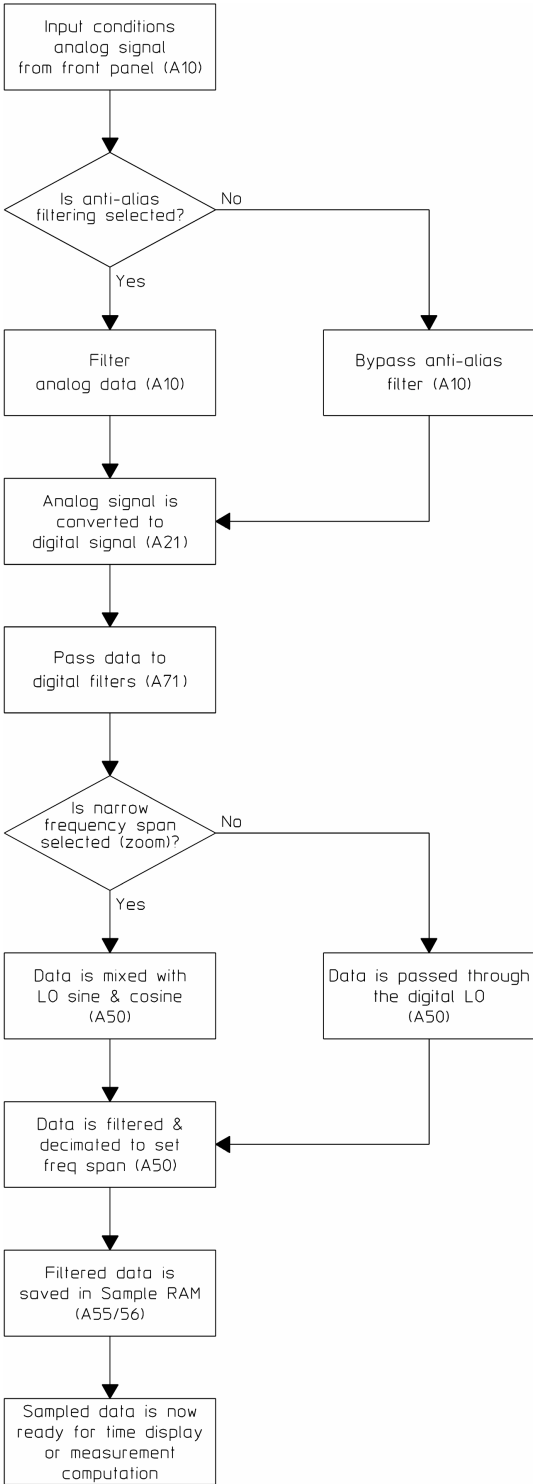 Input conditions
analog signal
from front panel (A10)
Is anti-alias
filtering selected?
No
Yes
Filter
analog data (A10)
Bypass anti-alias
filter (A10)
Analog signal is
converted to
digital signal (A21)
Pass data to
digital filters (A71)
Is narrow
frequency span
selected (zoom)?
No
Yes
Data is mixed with
LO sine & cosine
(A50)
Data is passed through
the digital LO
(A50)
Data is filtered &
decimated to set
freq span (A50)
Filtered data is
saved in Sample RAM
(A55/56)
Sampled data is now
ready for time display
or measurement
computation